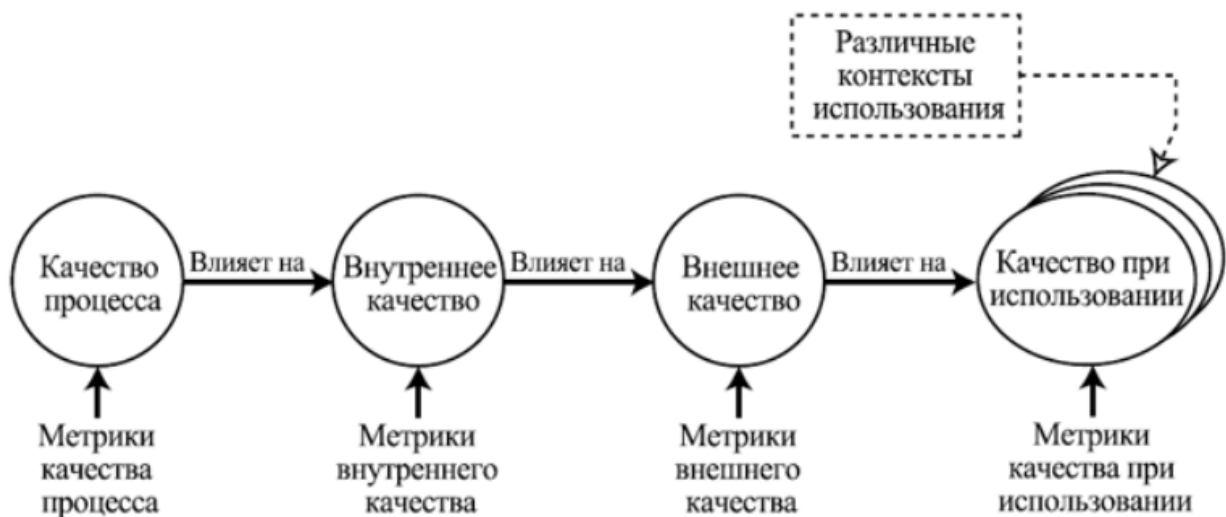 Различные
контексты
использования
Качество
процесса
Влияет на
Внутреннее
качество
Влияет на
Внешнее
качество
Влияет на
Качество при
использовании
Метрики
качества
процесса
Метрики
внутреннего
качества
Метрики
внешнего
качества
Метрики
качества при
использовании